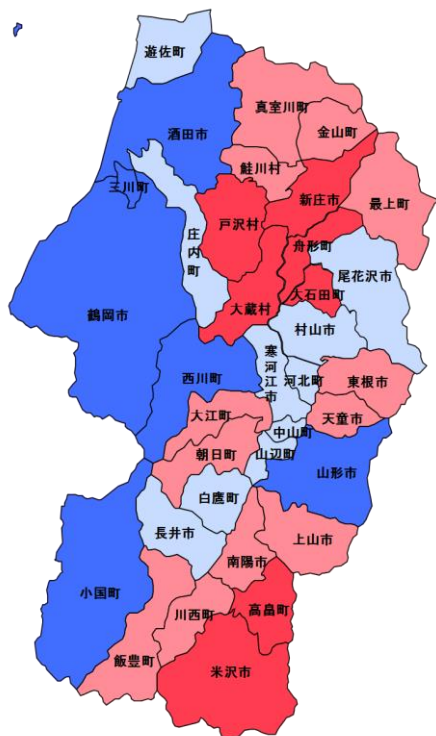 遊佐町
真室川町
酒田市
金山町
鮭川村
三川町
新庄市
最上町
戸沢村
庄内町
舟形町
尾花沢市
大石田町
大蔵村
鶴岡市
村山市
寒河江市
西川町
河北町
東根市
大江町
天童市
中山町
朝日町
山辺町
山形市
白鷹町
長井市
上山市
南陽市
小国町
高畠町
川西町
飯豊町
米沢市